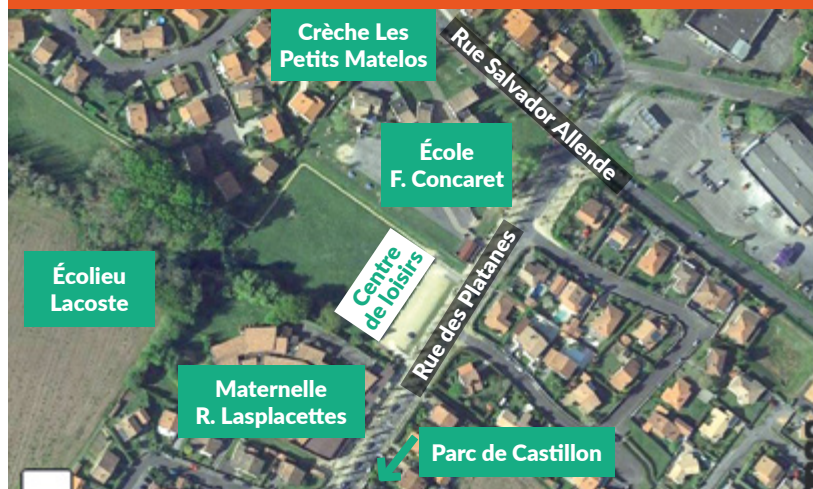 Crèche Les
Petits Matelos
Rue Salvador Allende
École
F. Concaret
Écolieu
Lacoste
Centre
de loisirs
Rue des Platanes
Maternelle
R. Lasplacettes
Parc de Castillon